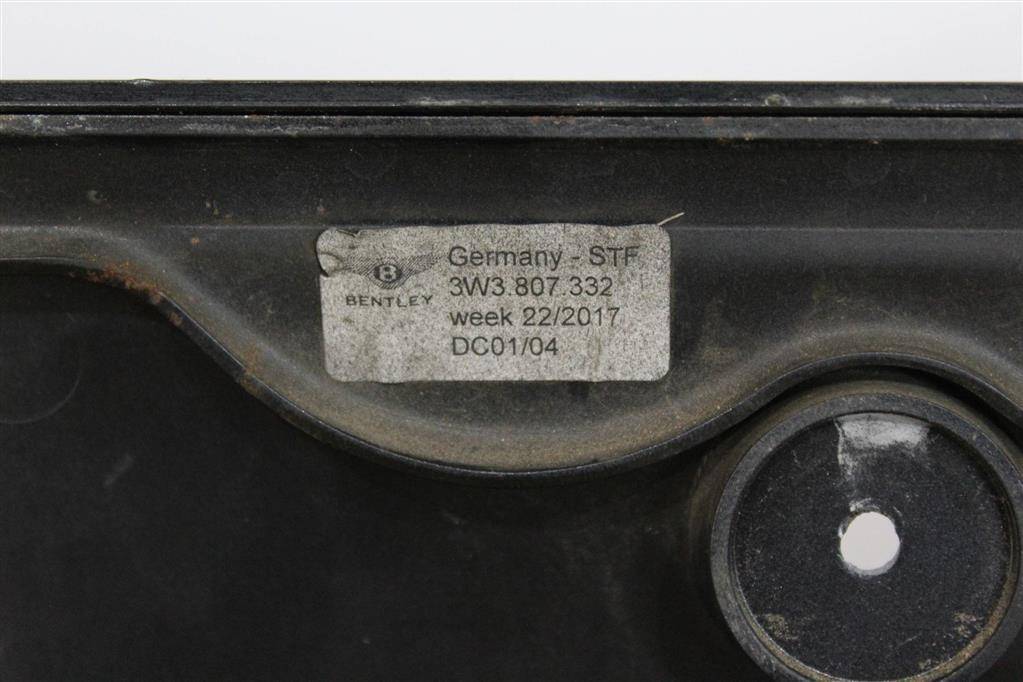 B
BENTLEY
Germany - STF
3W3.807.332
week 22/2017
DC01/04